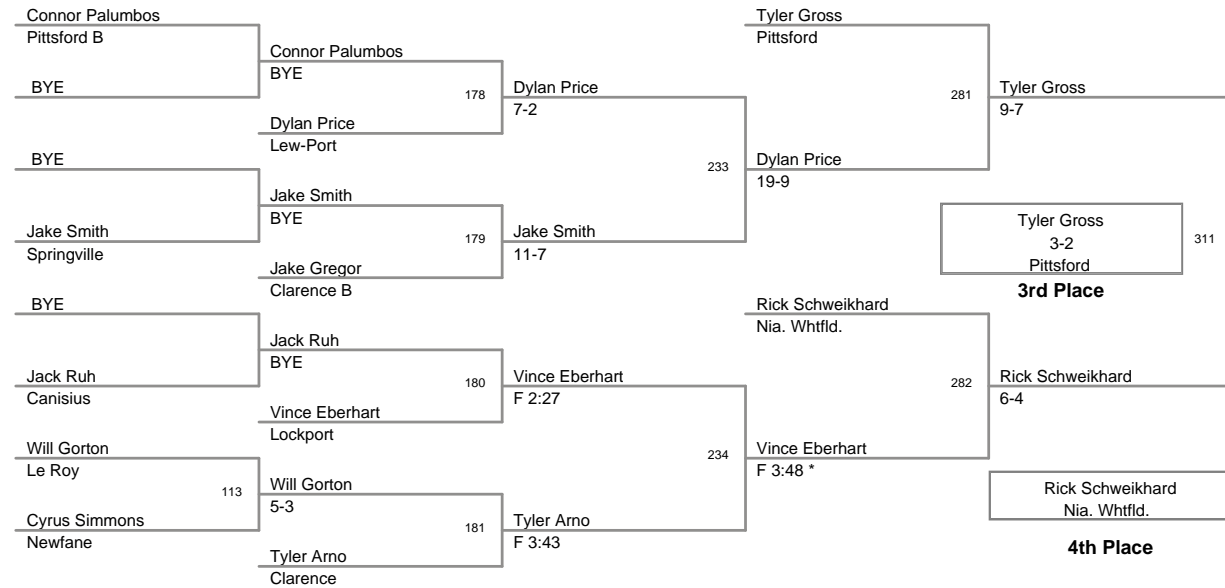 Connor Palumbos
Pittsford B
BYE
BYE
Jake Smith
Springville
BYE
Jack Ruh
Canisius
Will Gorton
Le Roy
113
Cyrus Simmons
Newfane
Connor Palumbos
BYE
178
Dylan Price
Lew-Port
Jake Smith
BYE
179
Jake Gregor
Clarence B
Jack Ruh
BYE
180
Vince Eberhart
Lockport
Will Gorton
5-3
181
Tyler Arno
Clarence
Dylan Price
7-2
233
Jake Smith
11-7
Vince Eberhart
F 2:27
234
Tyler Arno
F 3:43
Tyler Gross
Pittsford
281
Dylan Price
19-9
Rick Schweikhard
Nia. Whtfld.
282
Vince Eberhart
F 3:48 *
Tyler Gross
9-7
Tyler Gross
3-2
Pittsford
311
3rd Place
Rick Schweikhard
6-4
Rick Schweikhard
Nia. Whtfld.
4th Place